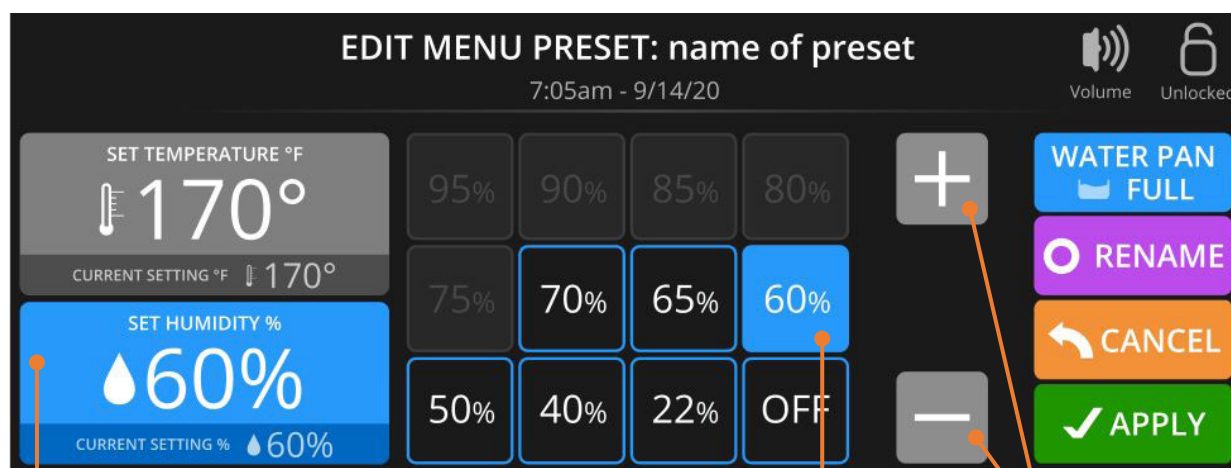 EDIT MENU PRESET: name of preset
7:05am - 9/14/20
Volume
Unlocked
SET TEMPERATURE °F
170°
CURRENT SETTING °F 170°
SET HUMIDITY %
60%
CURRENT SETTING % 60%
95% 90% 85% 80%
75% 70% 65% 60%
50% 40% 22% OFF
+
−
WATER PAN
FULL
RENAME
CANCEL
APPLY